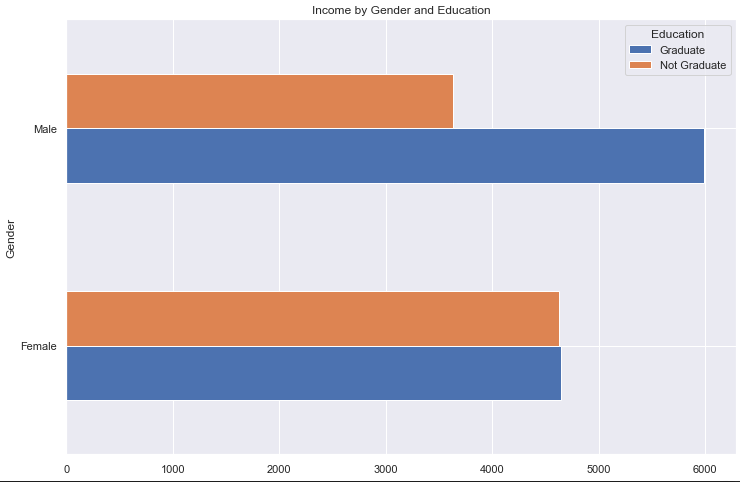 Income by Gender and Education
Education
Graduate
Not Graduate
Male
Female
Gender
0 1000 2000 3000 4000 5000 6000